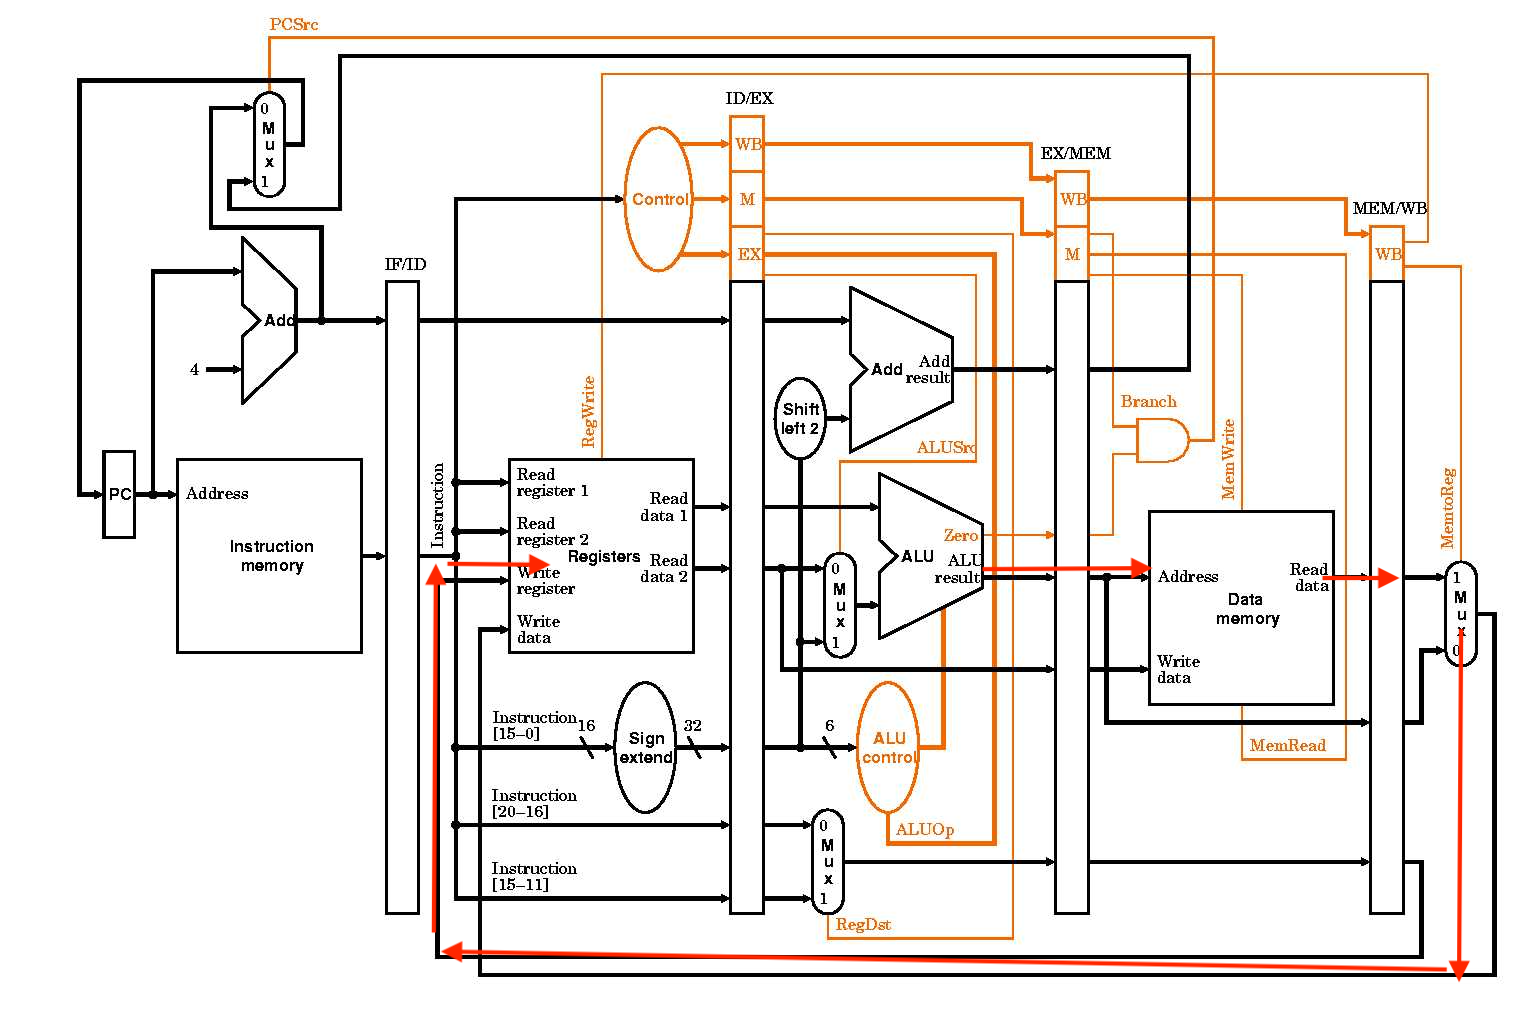 PCSrc
ID/EX
0
M
u
x
1
WB
EX/MEM
Control
M
WB
MEM/WB
IF/ID
EX
M
WB
Add
4
Add
Add
result
Shift
left 2
RegWrite
Branch
ALUSrc
MemWrite
MemtoReg
PC
Address
Instruction
memory
Instruction
Read
register 1
Read
register 2
Write
register
Write
data
Registers
Read
data 1
Read
data 2
0
M
u
x
1
ALU
Zero
ALU
result
Address
Read
data
Data
memory
Write
data
1
M
u
x
0
Instruction
[15–0]
16
Sign
extend
32
6
ALU
control
MemRead
Instruction
[20–16]
Instruction
[15–11]
0
M
u
x
1
ALUOp
RegDst